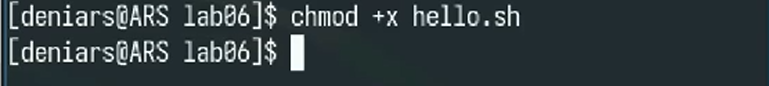 [deniars@ARS lab06]$ chmod +x hello.sh
[deniars@ARS lab06]$